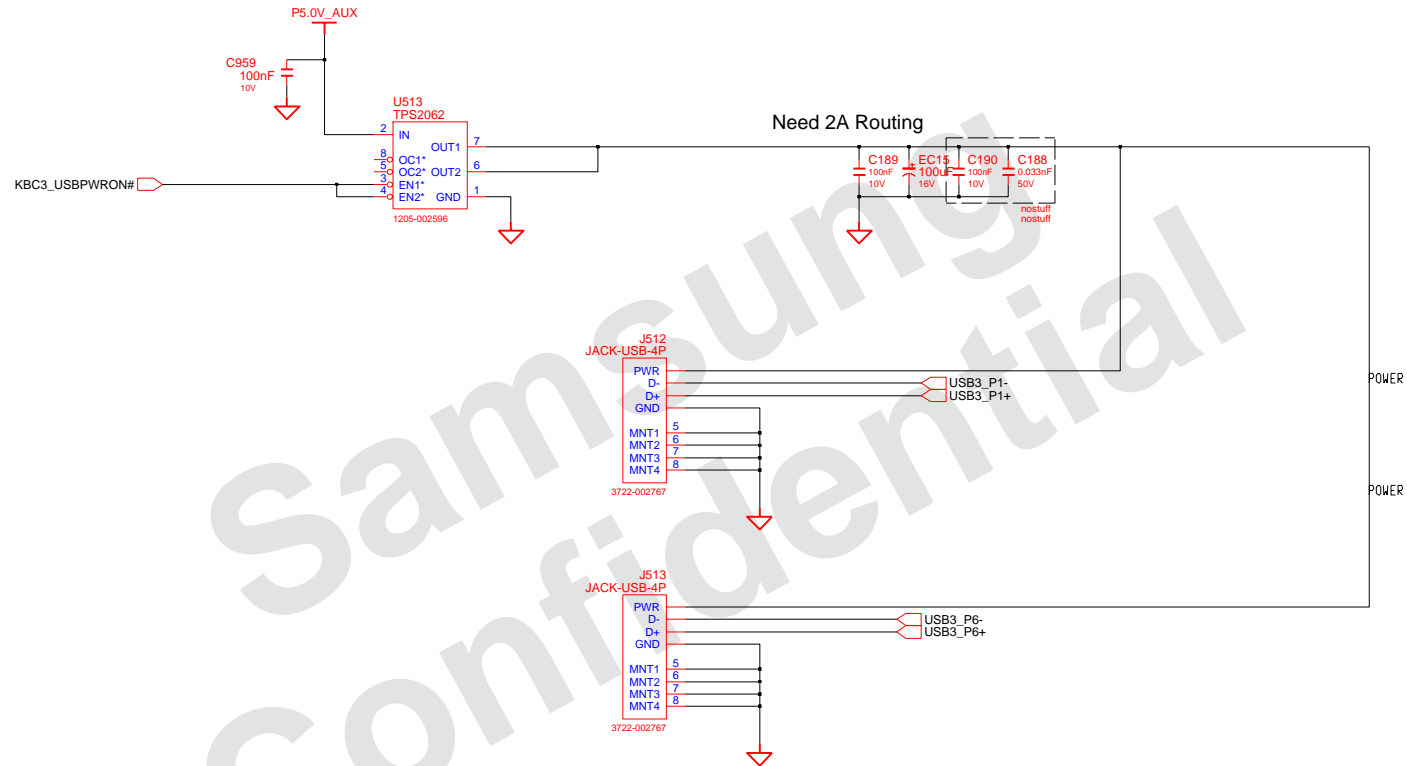 P5.0V_AUX
C959
100nF
10V
U513
TPS2062
2 IN
OUT1 7
8 OC1*
5 OC2*
OUT2 6
3 EN1*
4 EN2*
GND 1
1205-002596
KBC3_USBPWRON#
Need 2A Routing
C189
100nF
10V
EC15
100uF
16V
C190
100nF
10V
C188
0.033nF
50V
nostuff
nostuff
J512
JACK-USB-4P
PWR
D-
D+
GND
MNT1 5
MNT2 6
MNT3 7
MNT4 8
3722-002767
USB3_P1-
USB3_P1+
POWER
POWER
J513
JACK-USB-4P
PWR
D-
D+
GND
MNT1 5
MNT2 6
MNT3 7
MNT4 8
3722-002767
USB3_P6-
USB3_P6+
Samsung
Confidential